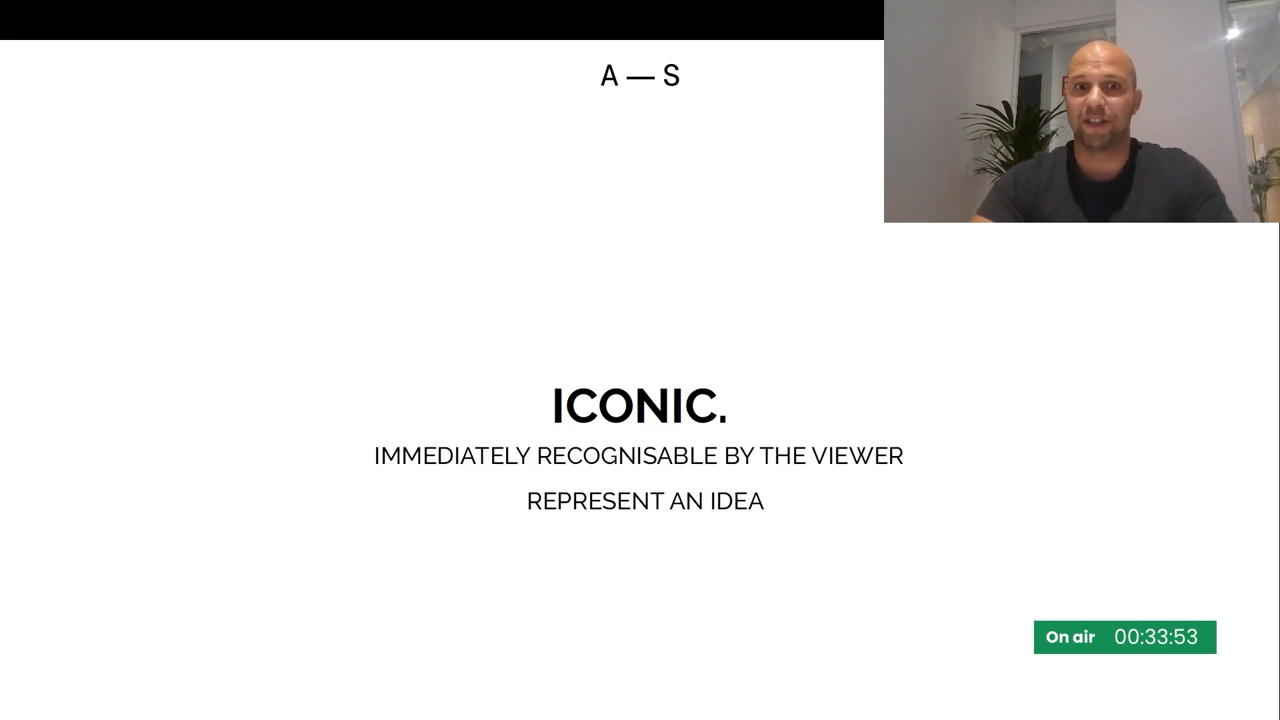 A — S
ICONIC.
IMMEDIATELY RECOGNISABLE BY THE VIEWER
REPRESENT AN IDEA
On air 00:33:53